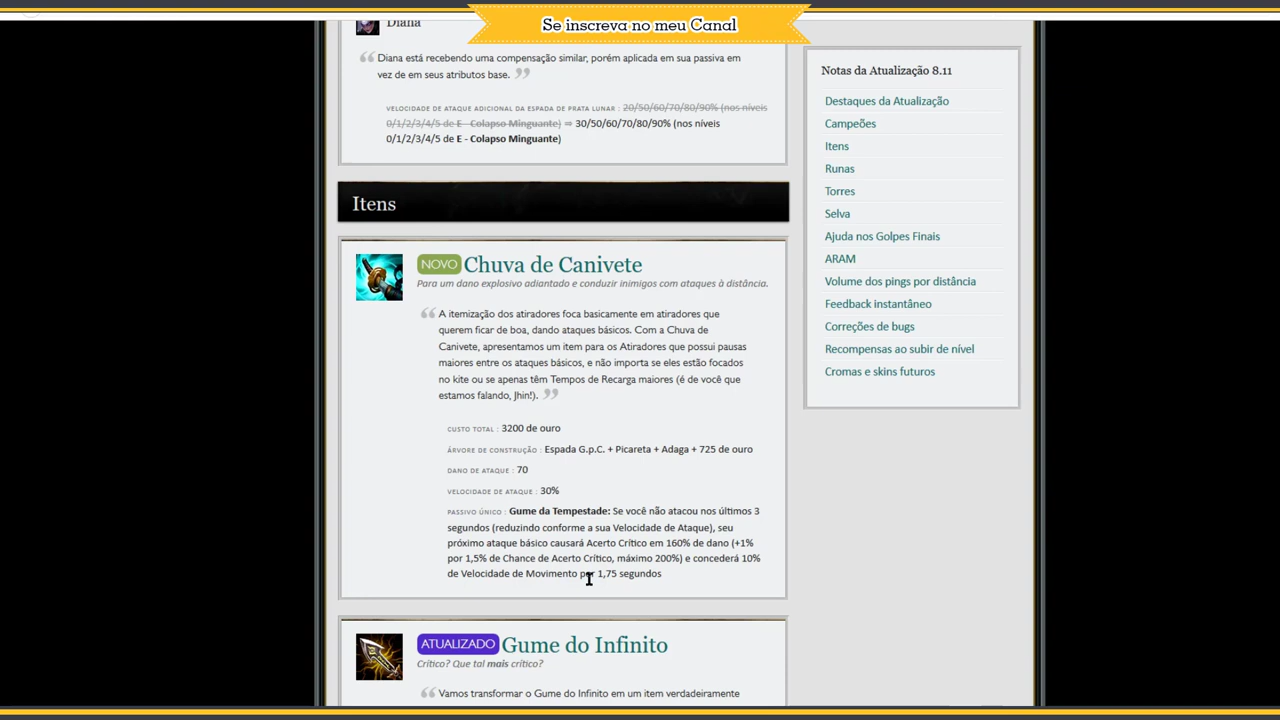 Se inscreva no meu Canal
Diana
Diana está recebendo uma compensação similar, porém aplicada em sua passiva em
vez de em seus atributos base.
VELOCIDADE DE ATAQUE ADICIONAL DA ESPADA DE PRATA LUNAR : 20/50/60/70/80/90% (nos níveis
0/1/2/3/4/5 de E - Colapso Minguante) ⇒ 30/50/60/70/80/90% (nos níveis
0/1/2/3/4/5 de E - Colapso Minguante)
Itens
NOVO Chuva de Canivete
Para um dano explosivo adiantado e conduzir inimigos com ataques à distância.
A itemização dos atiradores foca basicamente em atiradores que
querem ficar de boa, dando ataques básicos. Com a Chuva de
Canivete, apresentamos um item para os Atiradores que possui pausas
maiores entre os ataques básicos, e não importa se eles estão focados
no kite ou se apenas têm Tempos de Recarga maiores (é de você que
estamos falando, Jhin!).
CUSTO TOTAL : 3200 de ouro
ÁRVORE DE CONSTRUÇÃO : Espada G.p.C. + Picareta + Adaga + 725 de ouro
DANO DE ATAQUE : 70
VELOCIDADE DE ATAQUE : 30%
PASSIVO ÚNICO : Gume da Tempestade: Se você não atacou nos últimos 3
segundos (reduzindo conforme a sua Velocidade de Ataque), seu
próximo ataque básico causará Acerto Crítico em 160% de dano (+1%
por 1,5% de Chance de Acerto Crítico, máximo 200%) e concederá 10%
de Velocidade de Movimento por 1,75 segundos
ATUALIZADO Gume do Infinito
Crítico? Que tal mais crítico?
Vamos transformar o Gume do Infinito em um item verdadeiramente
Notas da Atualização 8.11
Destaques da Atualização
Campeões
Itens
Runas
Torres
Selva
Ajuda nos Golpes Finais
ARAM
Volume dos pings por distância
Feedback instantâneo
Correções de bugs
Recompensas ao subir de nível
Cromas e skins futuros